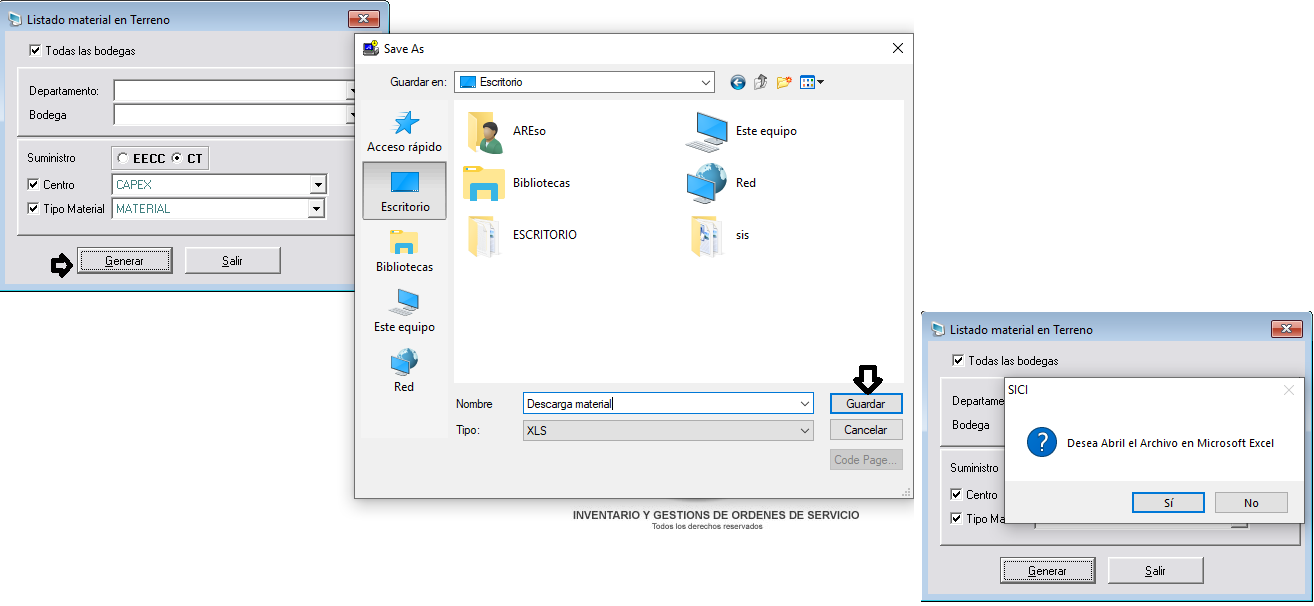 Listado material en Terreno
Todas las bodegas
Departamento:
Bodega
Suministro
EECC CT
Centro CAPEX
Tipo Material MATERIAL
Generar Salir
Save As
Guardar en: Escritorio
Acceso rápido
Escritorio
Bibliotecas
Este equipo
Red
AREso
Este equipo
Bibliotecas
Red
ESCRITORIO
sis
Nombre Descarga material Guardar
Tipo: XLS Cancelar
Code Page...
INVENTARIO Y GESTIONS DE ORDENES DE SERVICIO
Todos los derechos reservados
Listado material en Terreno
Todas las bodegas
Departame
Bodega
Suministro
Centro
Tipo Ma
SICI
? Desea Abril el Archivo en Microsoft Excel
Sí No
Generar Salir